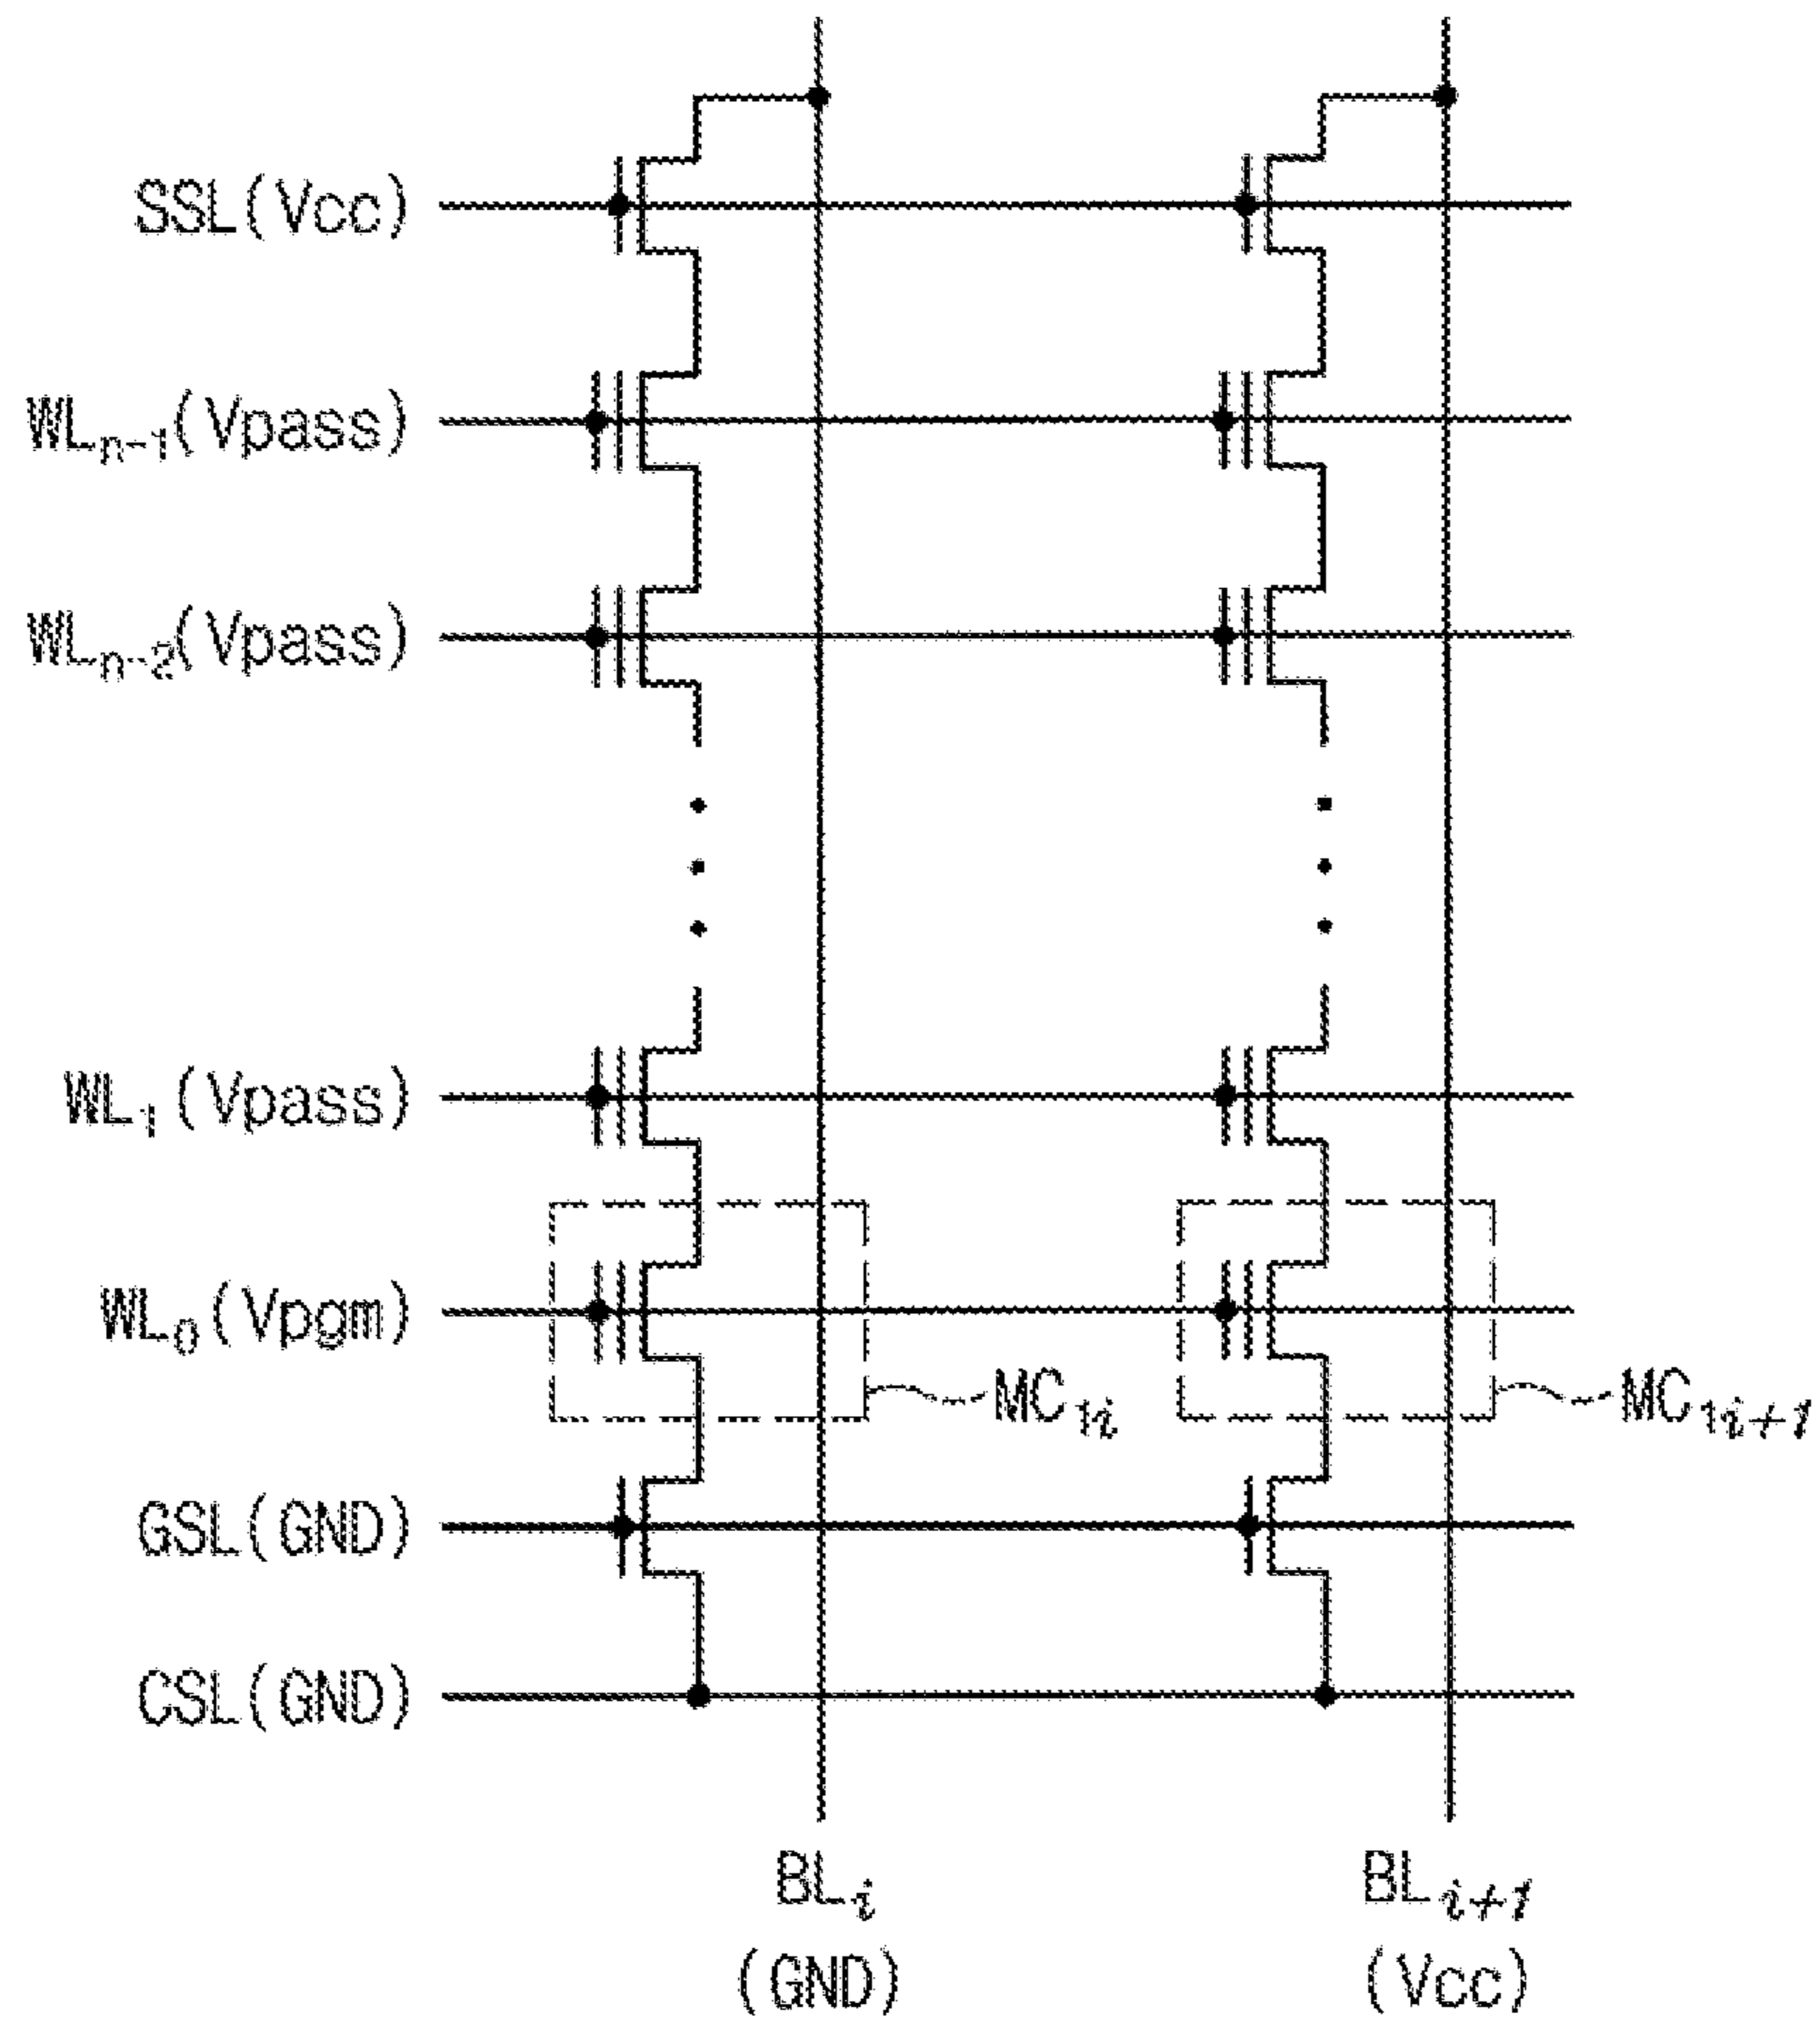 SSL(Vcc)
WLn-1(Vpass)
WLn-2(Vpass)
WL1(Vpass)
WL0(Vpgm)
MC1i
MC1i+1
GSL(GND)
CSL(GND)
BLi
(GND)
BLi+1
(Vcc)